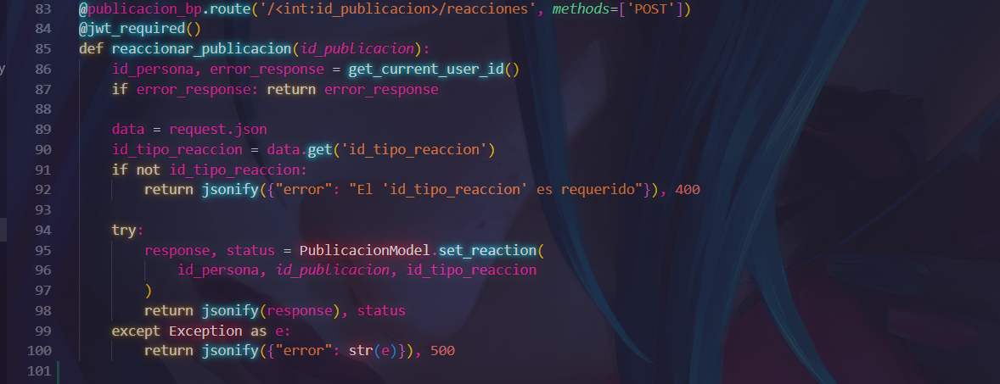 83 @publicacion_bp.route('/<int:id_publicacion>/reacciones', methods=['POST'])
84 @jwt_required()
85 def reaccionar_publicacion(id_publicacion):
86 id_persona, error_response = get_current_user_id()
87 if error_response: return error_response
88
89 data = request.json
90 id_tipo_reaccion = data.get('id_tipo_reaccion')
91 if not id_tipo_reaccion:
92 return jsonify({"error": "El 'id_tipo_reaccion' es requerido"}), 400
93
94 try:
95 response, status = PublicacionModel.set_reaction(
96 id_persona, id_publicacion, id_tipo_reaccion
97 )
98 return jsonify(response), status
99 except Exception as e:
100 return jsonify({"error": str(e)}), 500
101